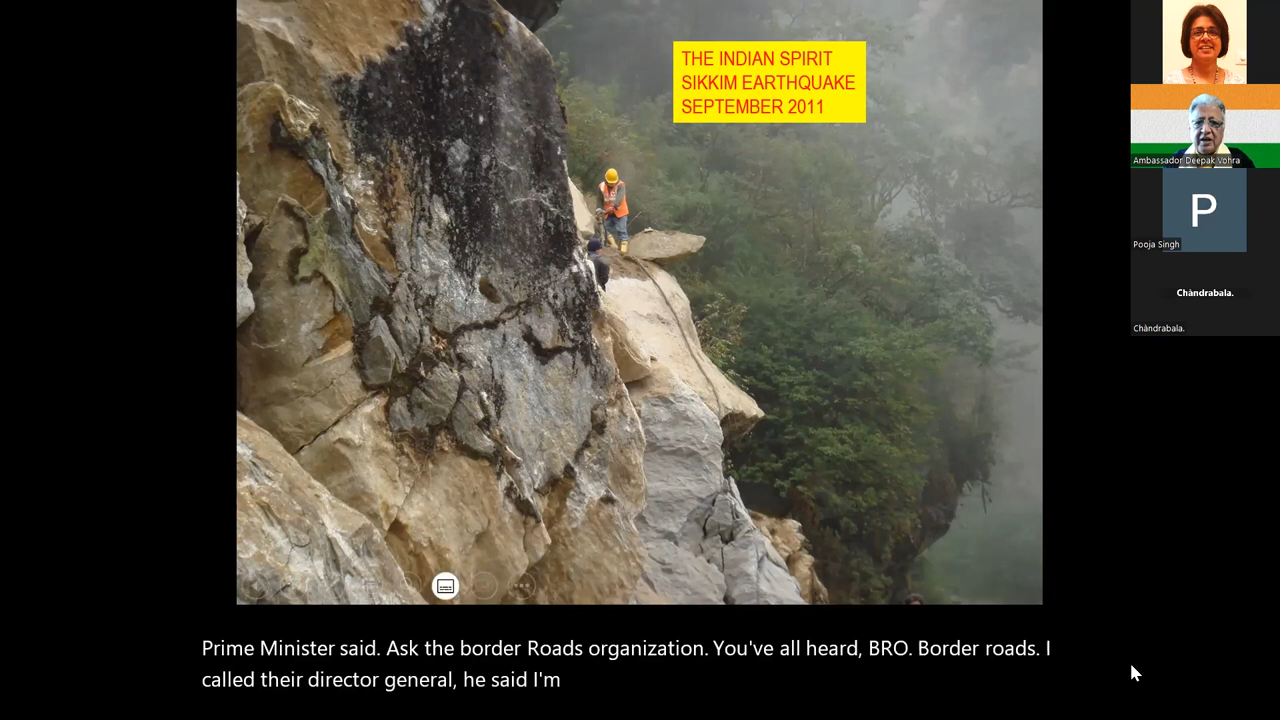 THE INDIAN SPIRIT
SIKKIM EARTHQUAKE
SEPTEMBER 2011
Ambassador Deepak Vohra
P
Pooja Singh
Chàndrabala.
Chàndrabala.
Prime Minister said. Ask the border Roads organization. You've all heard, BRO. Border roads. I
called their director general, he said I'm